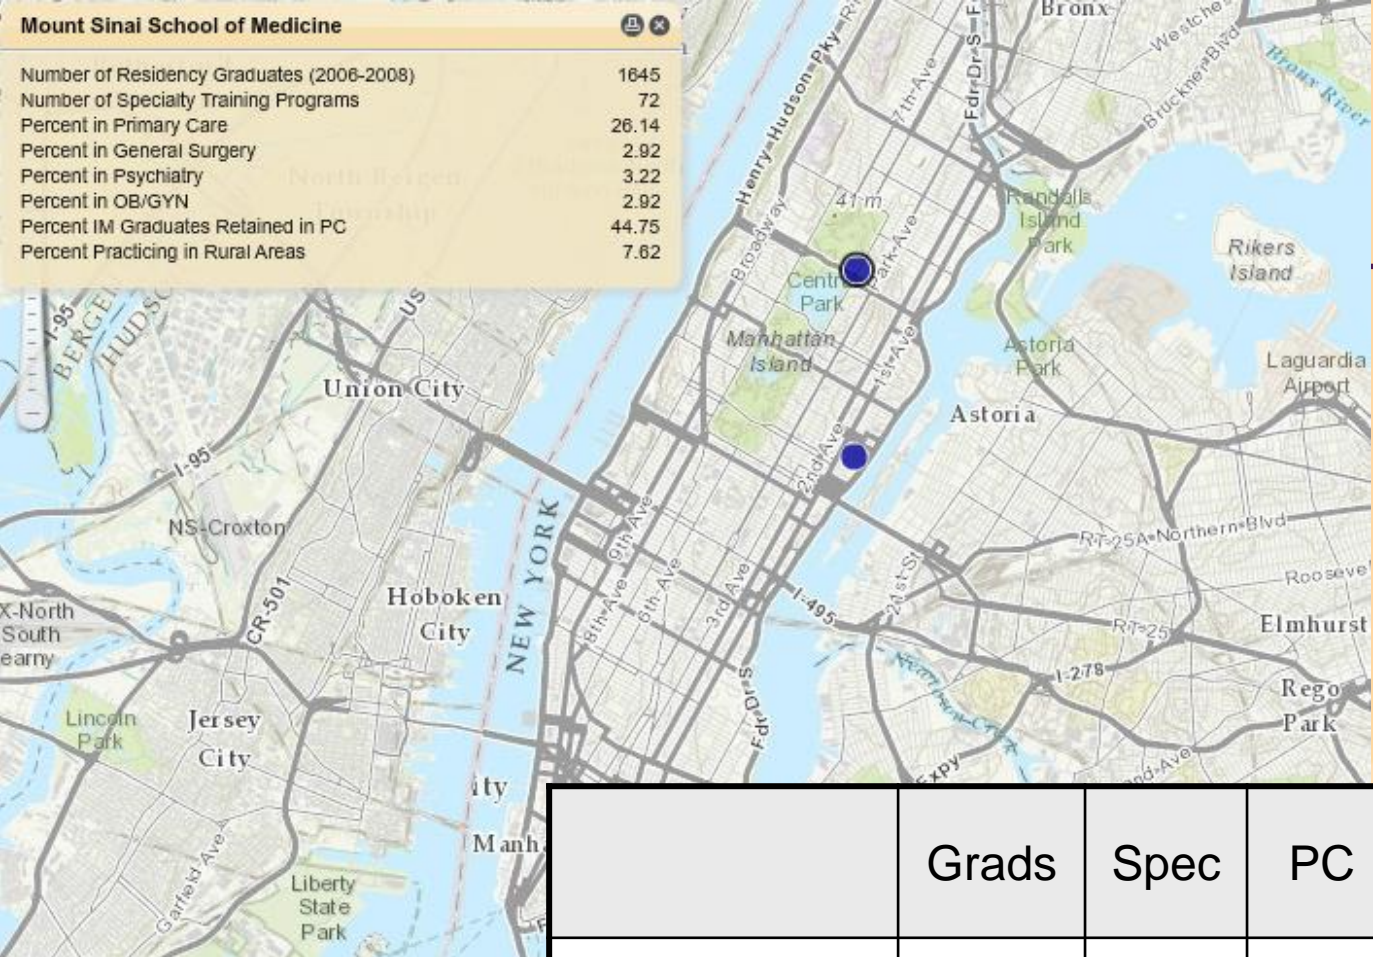 Mount Sinai School of Medicine
Number of Residency Graduates (2006-2008) 1645
Number of Specialty Training Programs 72
Percent in Primary Care 26.14
Percent in General Surgery 2.92
Percent in Psychiatry 3.22
Percent in OB/GYN 2.92
Percent IM Graduates Retained in PC 44.75
Percent Practicing in Rural Areas 7.62
North Bergen
Township
Bronx
Bruckner Blvd
Bronx River
Henry-Hudson-Pky
Fdr-Dr-S
7th-Ave
41 m
Randalls
Island
Park
Rikers
Island
Broadway
Park-Ave
Central
Park
Manhattan
Island
1st-Ave
Astoria
Park
Laguardia
Airport
I-95
US
Union City
Astoria
I-95
2nd-Ave
NS-Croxton
NEW YORK
9th-Ave
RT-25A-Northern-Blvd
X-North
South
earny
CR-501
Hoboken
City
8th-Ave
6th-Ave
3rd-Ave
I-495
21st-St
RT-25
Elmhurst
I-278
Rego
Park
Lincoln
Park
Jersey
City
Fdr-Dr-S
Expy
nd-Ave
ity
Manh
Garfield Ave
Liberty
State
Park
Grads Spec PC